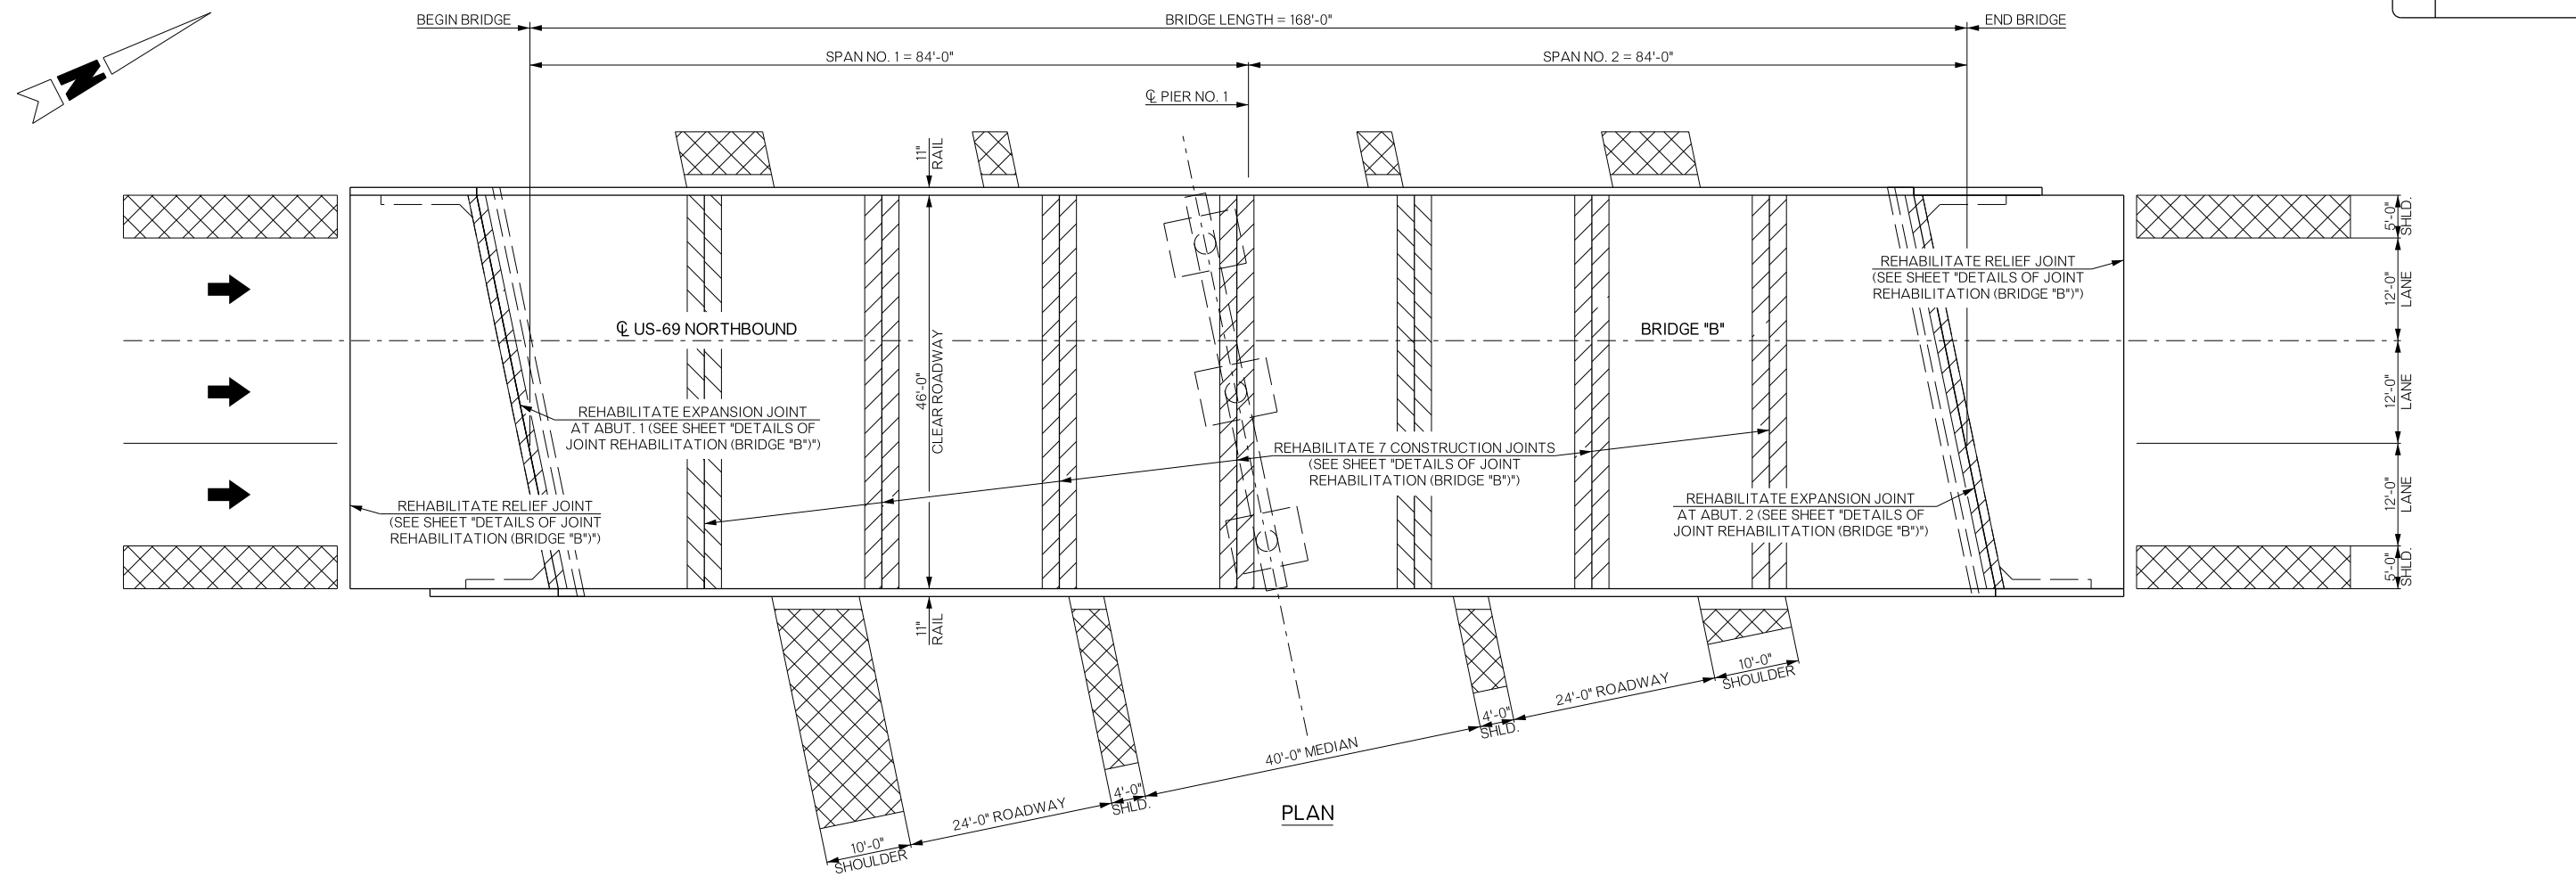 BEGIN BRIDGE
BRIDGE LENGTH = 168'-0"
END BRIDGE
SPAN NO. 1 = 84'-0"
SPAN NO. 2 = 84'-0"
℄ PIER NO. 1
N
11"
RAIL
5'-0"
SHLD.
12'-0"
LANE
12'-0"
LANE
12'-0"
LANE
5'-0"
SHLD.
REHABILITATE RELIEF JOINT
(SEE SHEET "DETAILS OF JOINT
REHABILITATION (BRIDGE "B")")
℄ US-69 NORTHBOUND
BRIDGE "B"
46'-0"
CLEAR ROADWAY
REHABILITATE EXPANSION JOINT
AT ABUT. 1 (SEE SHEET "DETAILS OF
JOINT REHABILITATION (BRIDGE "B")")
REHABILITATE 7 CONSTRUCTION JOINTS
(SEE SHEET "DETAILS OF JOINT
REHABILITATION (BRIDGE "B")")
REHABILITATE RELIEF JOINT
(SEE SHEET "DETAILS OF JOINT
REHABILITATION (BRIDGE "B")")
REHABILITATE EXPANSION JOINT
AT ABUT. 2 (SEE SHEET "DETAILS OF
JOINT REHABILITATION (BRIDGE "B")")
11"
RAIL
10'-0"
SHOULDER
24'-0" ROADWAY
4'-0"
SHLD.
40'-0" MEDIAN
4'-0"
SHLD.
24'-0" ROADWAY
10'-0"
SHOULDER
PLAN